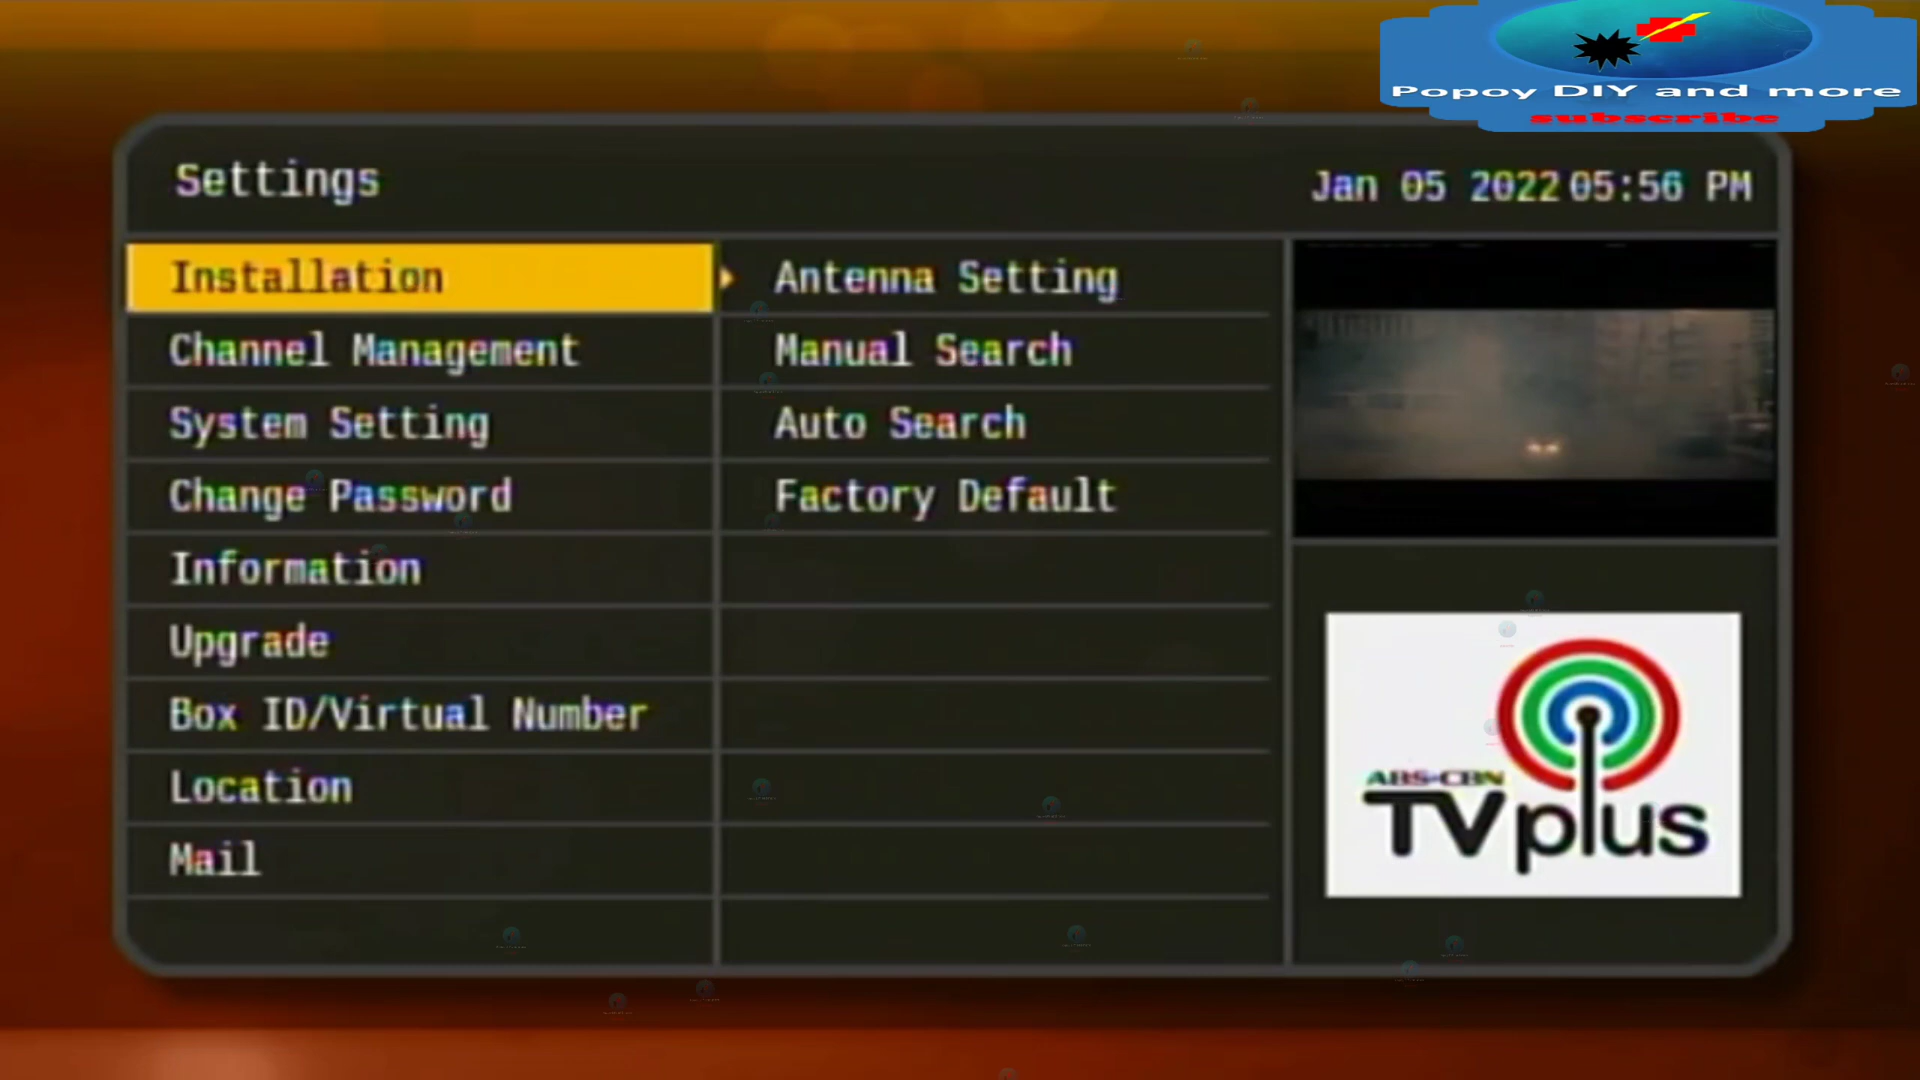 Popoy DIY and more
subscribe
Settings
Jan 05 2022 05:56 PM
Installation
Antenna Setting
Channel Management
Manual Search
System Setting
Auto Search
Change Password
Factory Default
Information
Upgrade
Box ID/Virtual Number
Location
Mail
ABS-CBN
TVplus